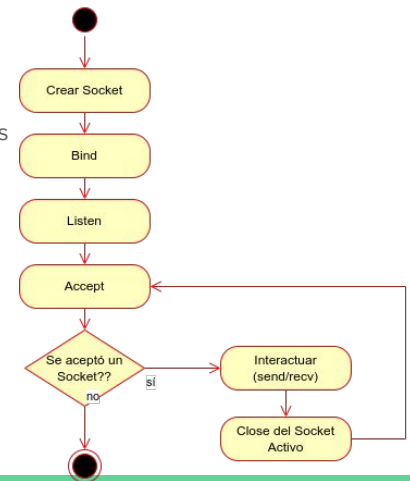 Crear Socket
s
Bind
Listen
Accept
Se aceptó un
Socket??
sí
no
Interactuar
(send/recv)
Close del Socket
Activo